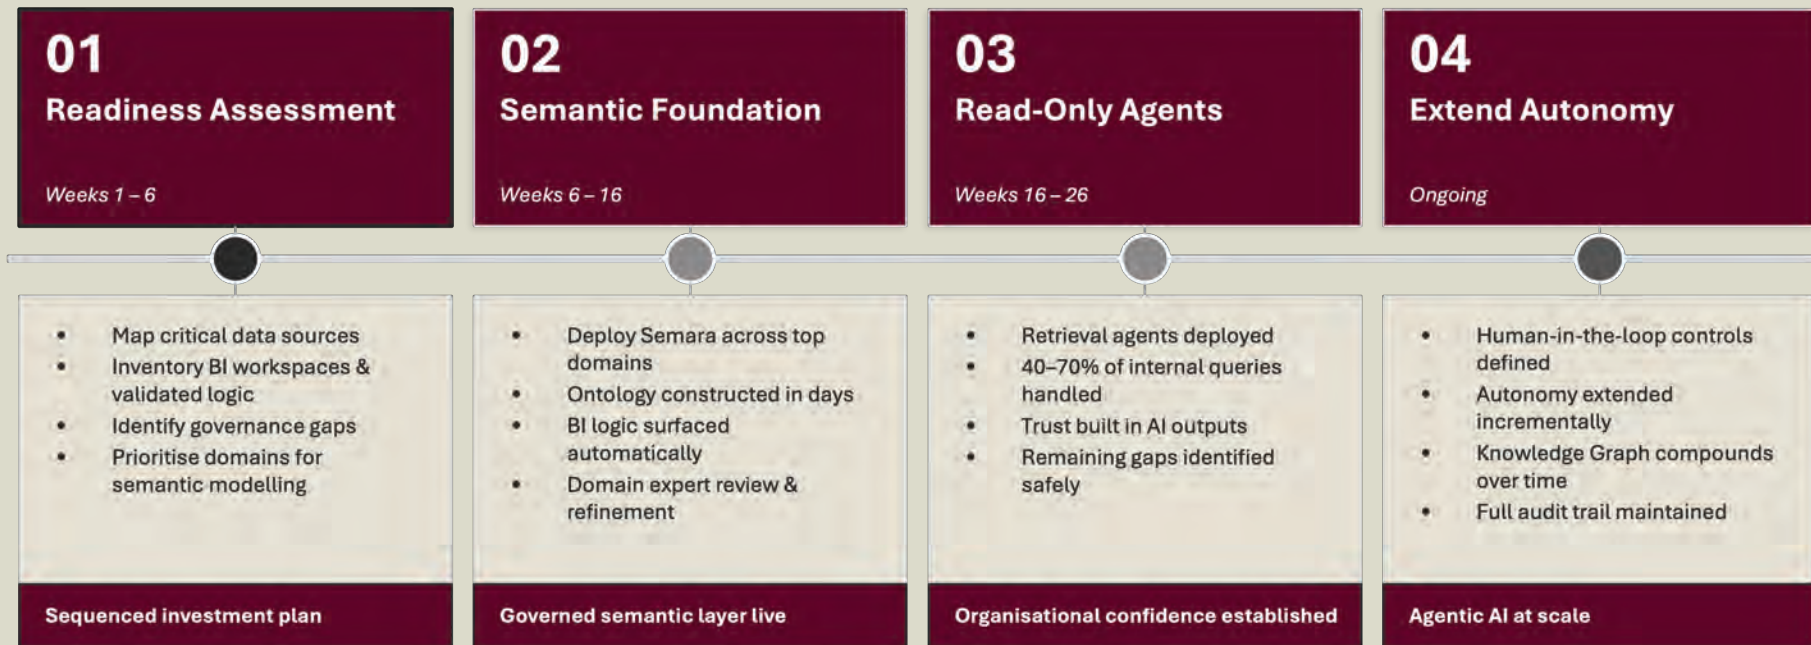 01
Readiness Assessment
Weeks 1 – 6
02
Semantic Foundation
Weeks 6 – 16
03
Read-Only Agents
Weeks 16 – 26
04
Extend Autonomy
Ongoing
• Map critical data sources
• Inventory BI workspaces &
validated logic
• Identify governance gaps
• Prioritise domains for
semantic modelling
• Deploy Semara across top
domains
• Ontology constructed in days
• BI logic surfaced
automatically
• Domain expert review &
refinement
• Retrieval agents deployed
• 40–70% of internal queries
handled
• Trust built in AI outputs
• Remaining gaps identified
safely
• Human-in-the-loop controls
defined
• Autonomy extended
incrementally
• Knowledge Graph compounds
over time
• Full audit trail maintained
Sequenced investment plan
Governed semantic layer live
Organisational confidence established
Agentic AI at scale